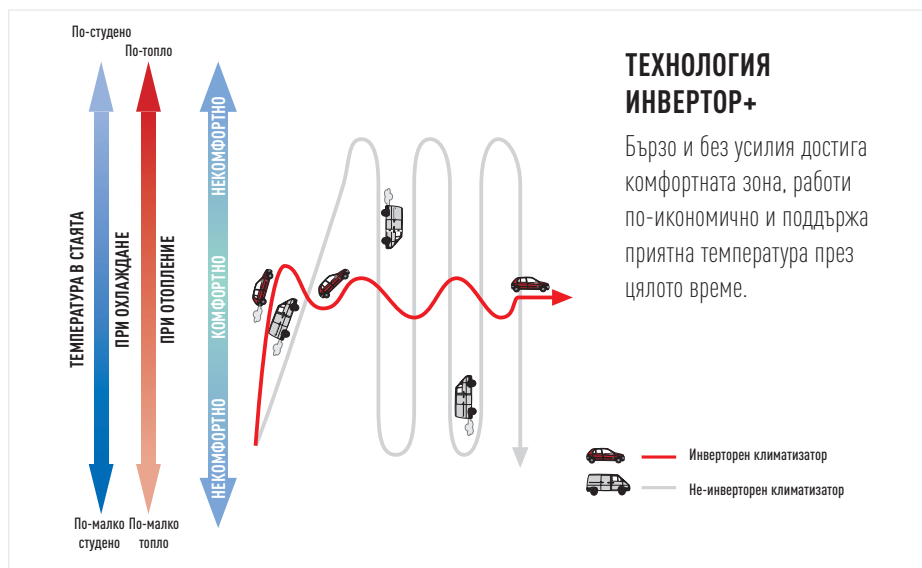 По-студено
По-топло
ТЕМПЕРАТУРА В СТАЯТА
ПРИ ОХЛАЖДАНЕ
ПРИ ОТОПЛЕНИЕ
НЕКОМФОРТНО
КОМФОРТНО
НЕКОМФОРТНО
По-малко
студено
По-малко
топло
ТЕХНОЛОГИЯ
ИНВЕРТОР+
Бързо и без усилия достига
комфортната зона, работи
по-икономично и поддържа
приятна температура през
цялото време.
Инверторен климатизатор
Не-инверторен климатизатор